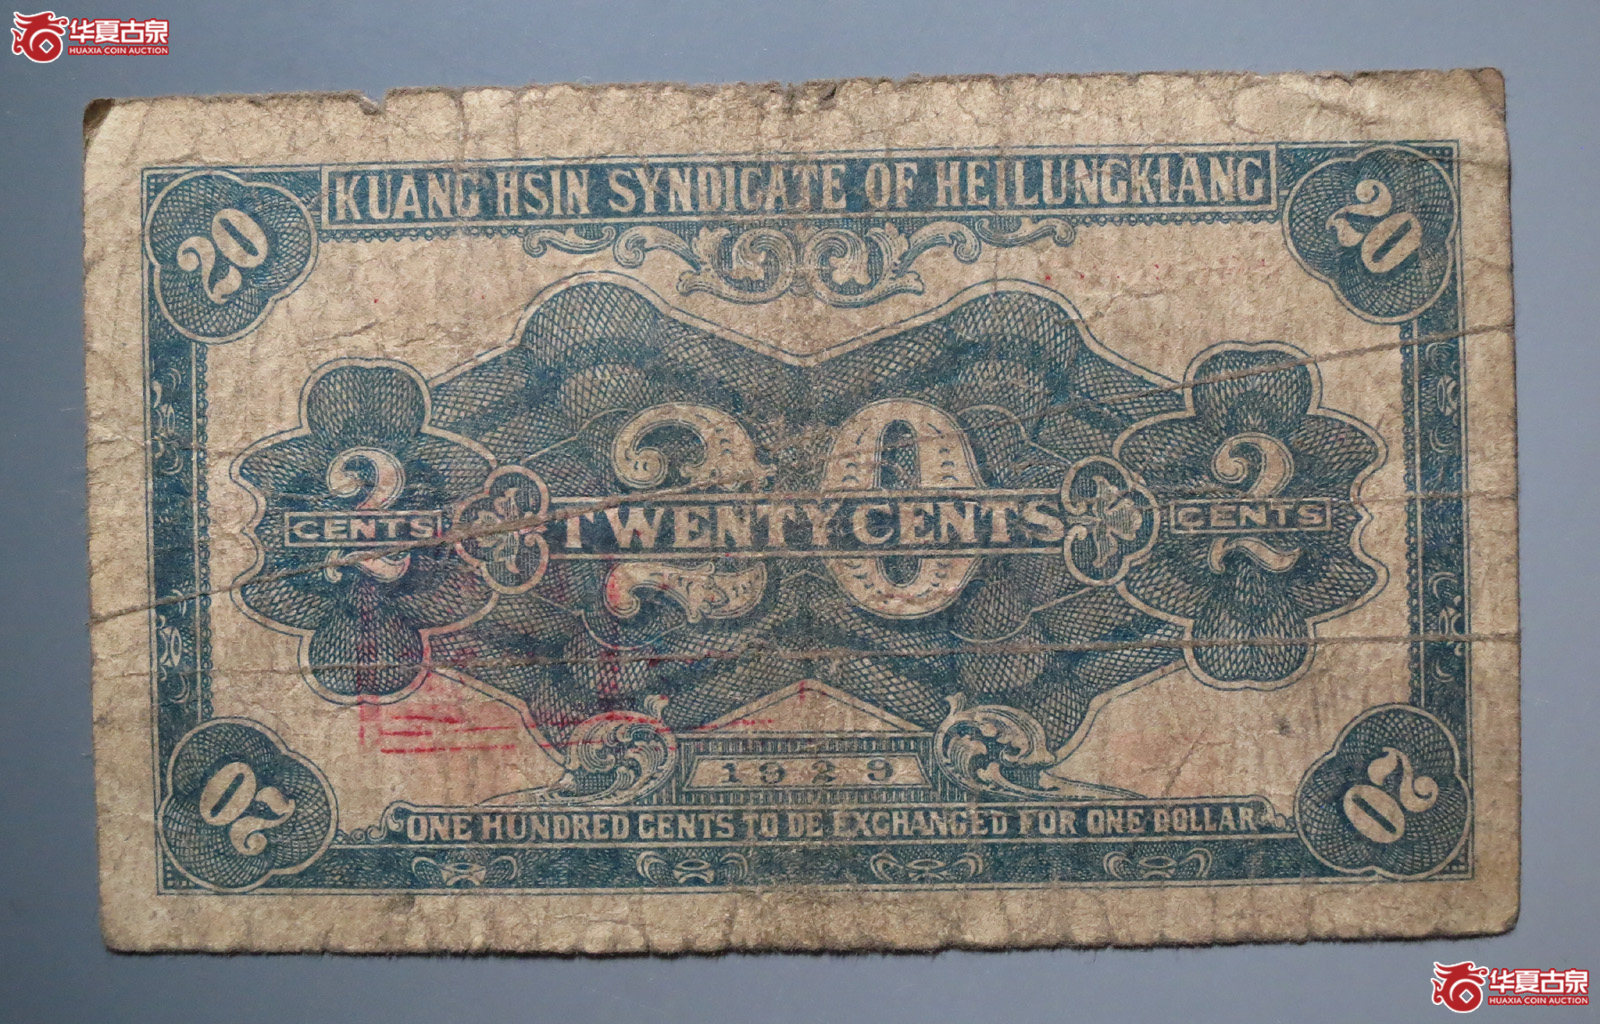 华夏古泉
HUAXIA COIN AUCTION
KUANG HSIN SYNDICATE OF HEILUNGKIANG
20
20
20
2
CENTS
2
TWENTY CENTS
2
CENTS
2
1929
20
ONE HUNDRED CENTS TO BE EXCHANGED FOR ONE DOLLAR
20
华夏古泉
HUAXIA COIN AUCTION